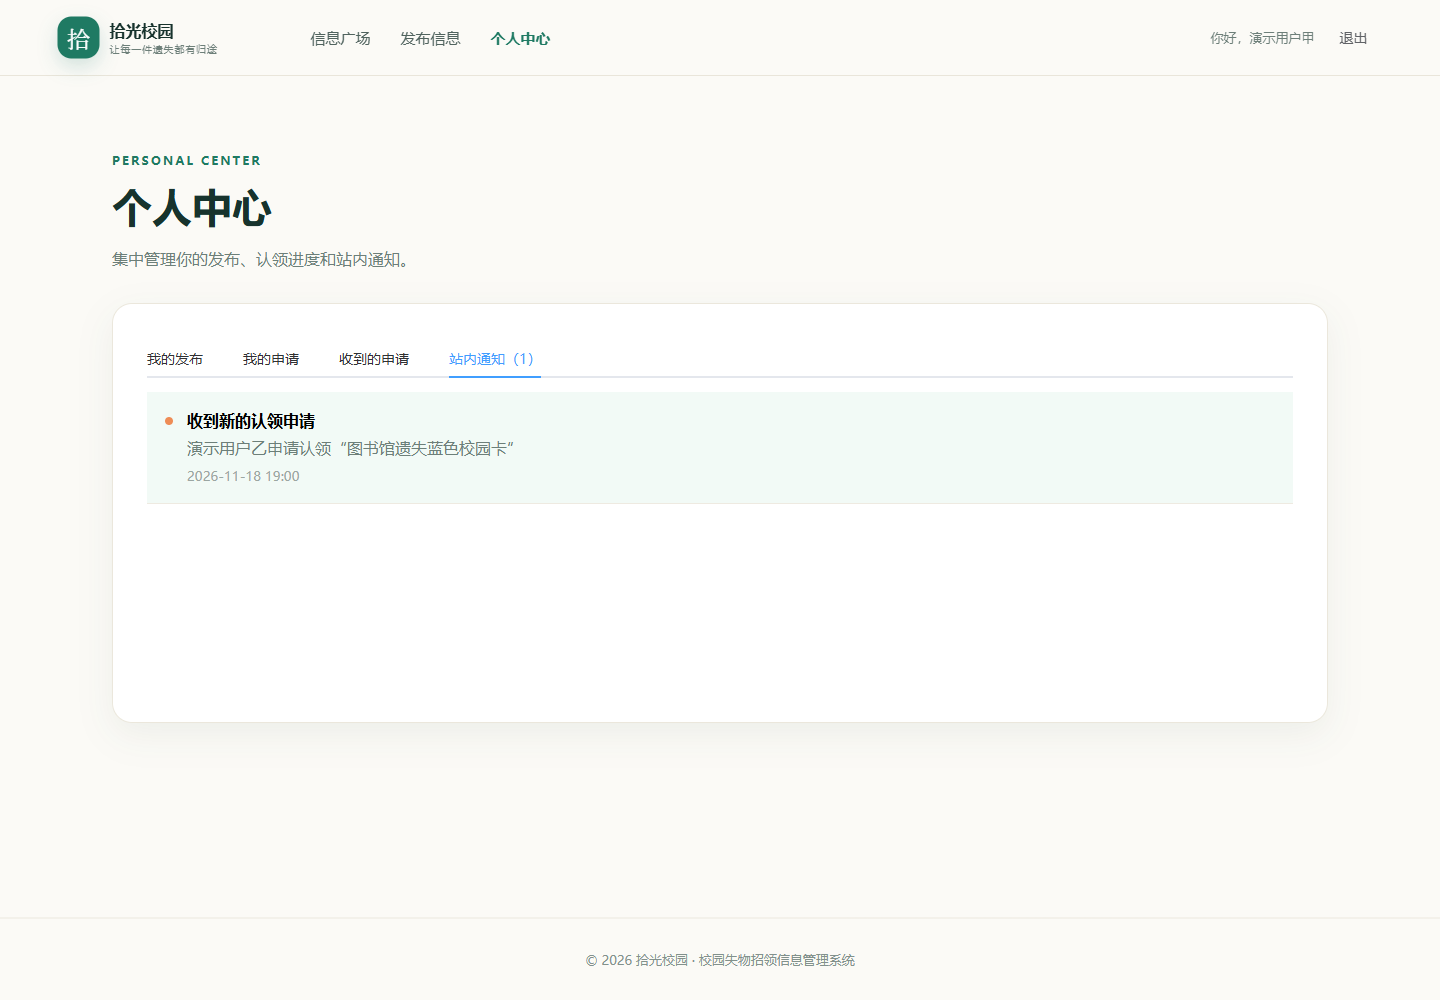 拾
拾光校园
让每一件遗失都有归途
信息广场
发布信息
个人中心
你好，演示用户甲
退出
PERSONAL CENTER
个人中心
集中管理你的发布、认领进度和站内通知。
我的发布
我的申请
收到的申请
站内通知（1）
收到新的认领申请
演示用户乙申请认领“图书馆遗失蓝色校园卡”
2026-11-18 19:00
© 2026 拾光校园 · 校园失物招领信息管理系统